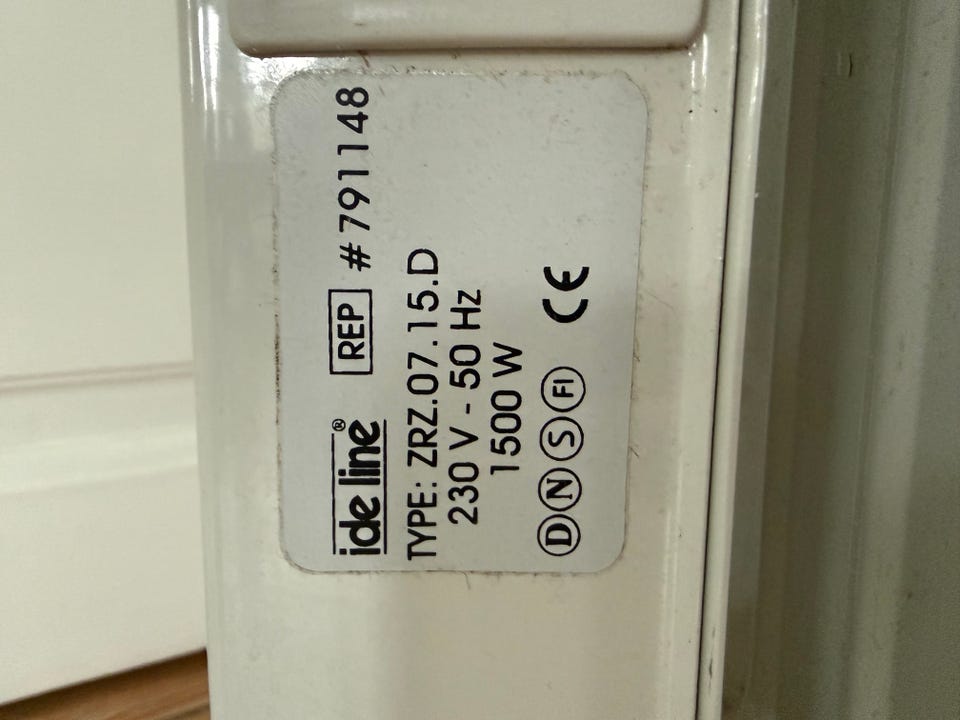 ide line® REP #791148
TYPE: ZRZ.07.15.D
230 V - 50 Hz
1500 W
D N S FI CE